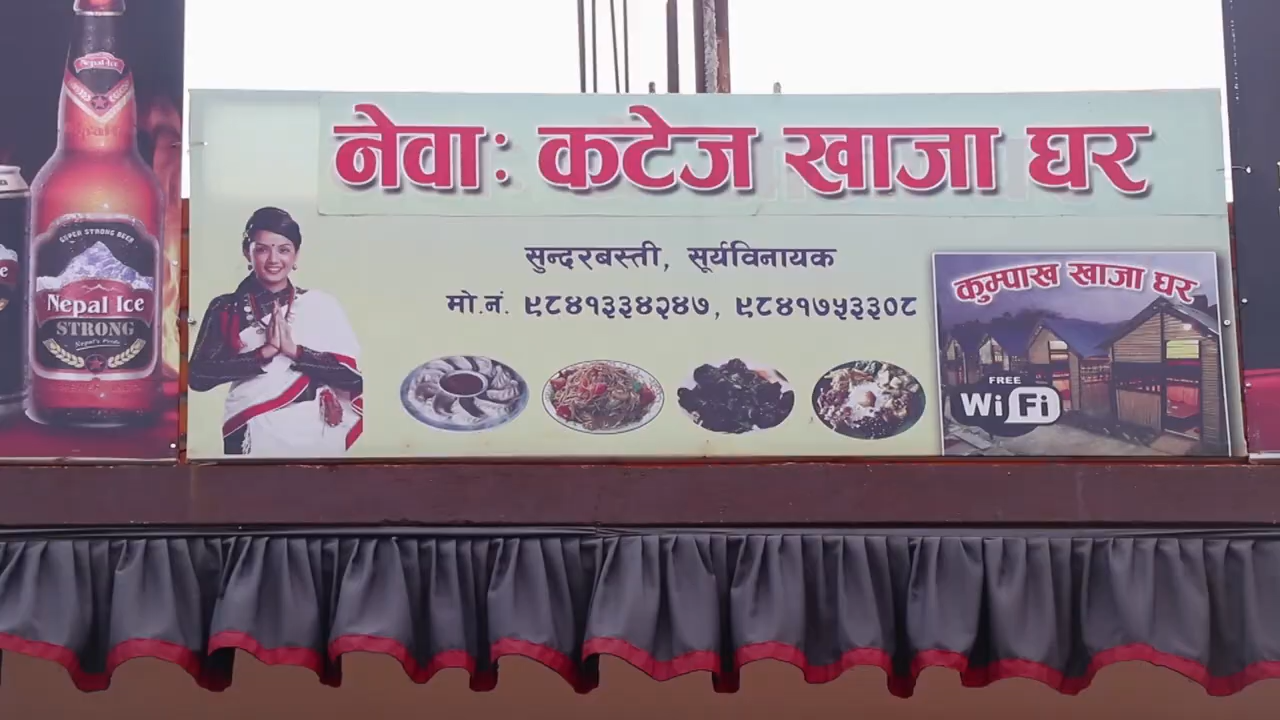 नेवाः कटेज खाजा घर
सुन्दरबस्ती, सूर्यविनायक
मो.नं. ९८४१३३४२४७, ९८४१७५३३०८
कुम्पाख खाजा घर
FREE
WiFi
Nepal Ice
SUPER STRONG BEER
Nepal Ice
STRONG
Nepal's Pride